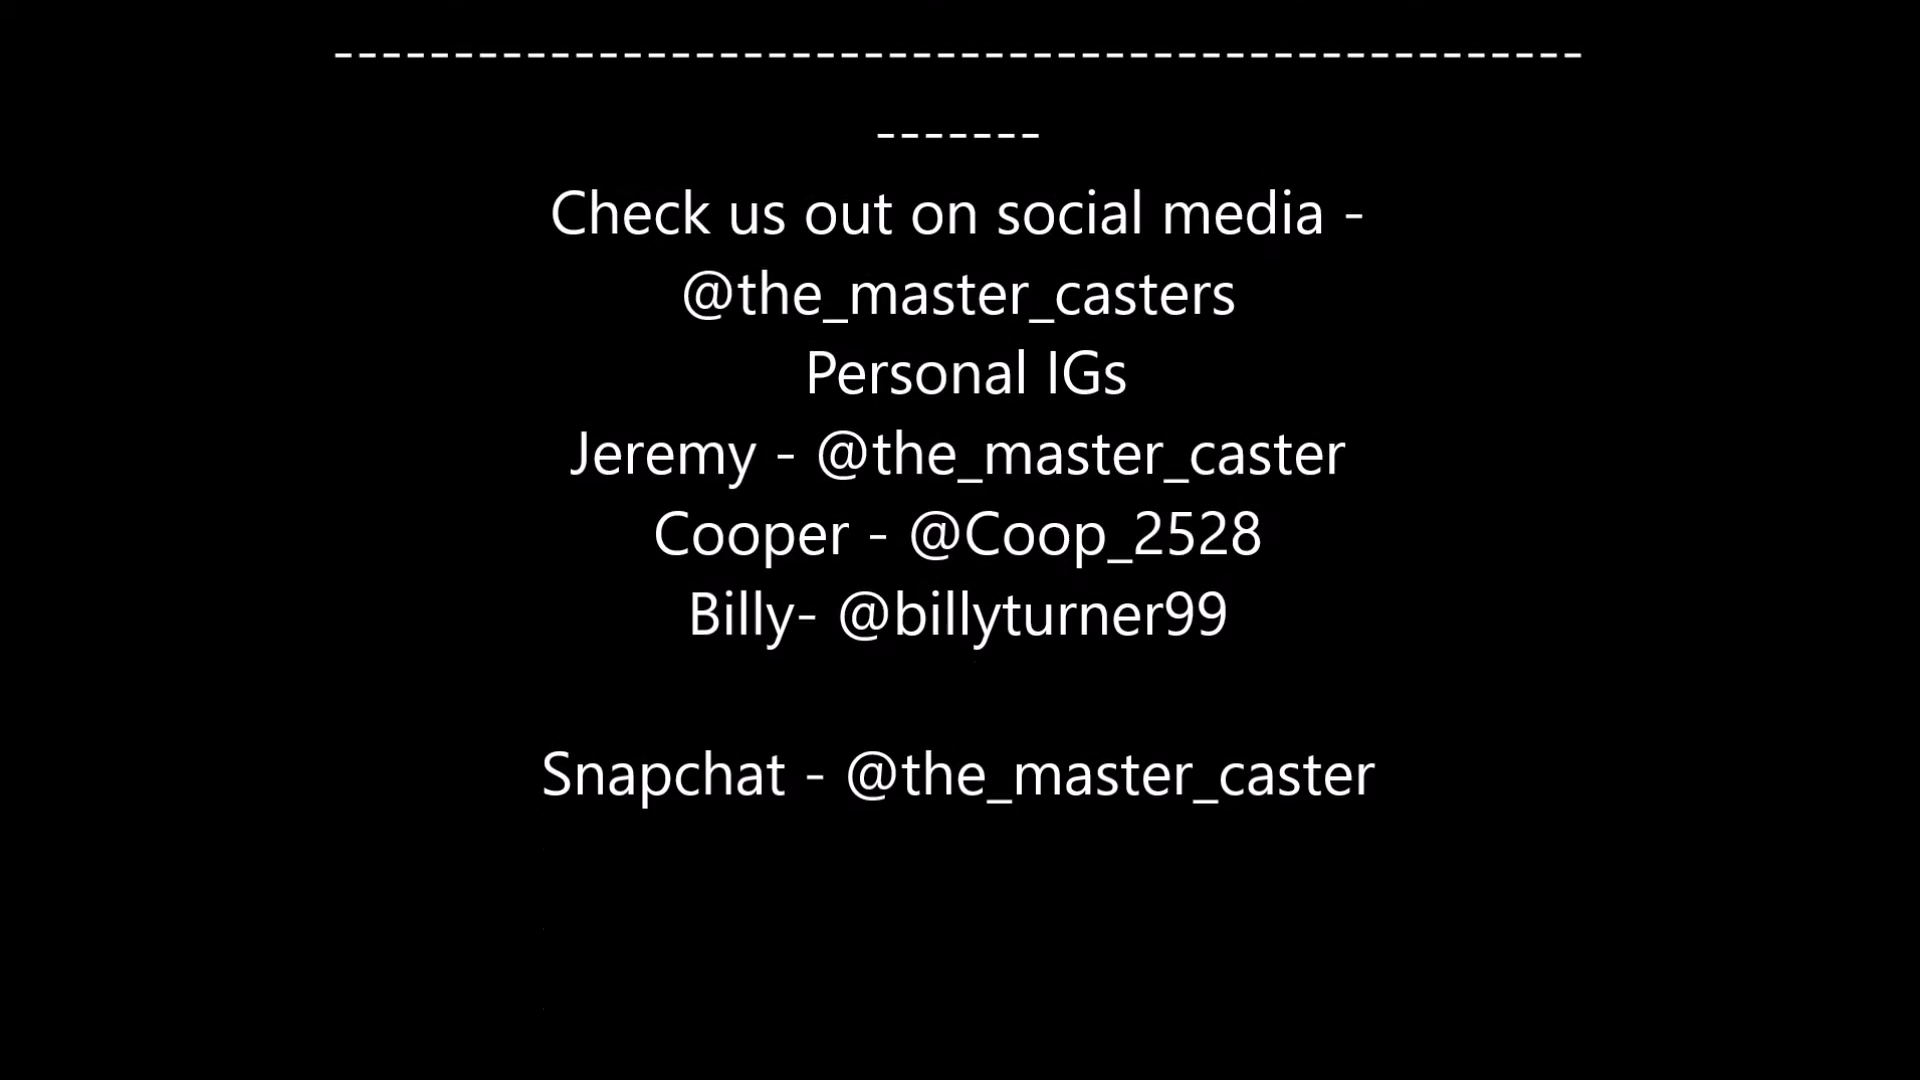 ----------------------------------------------------
-------
Check us out on social media -
@the_master_casters
Personal IGs
Jeremy - @the_master_caster
Cooper - @Coop_2528
Billy- @billyturner99
Snapchat - @the_master_caster